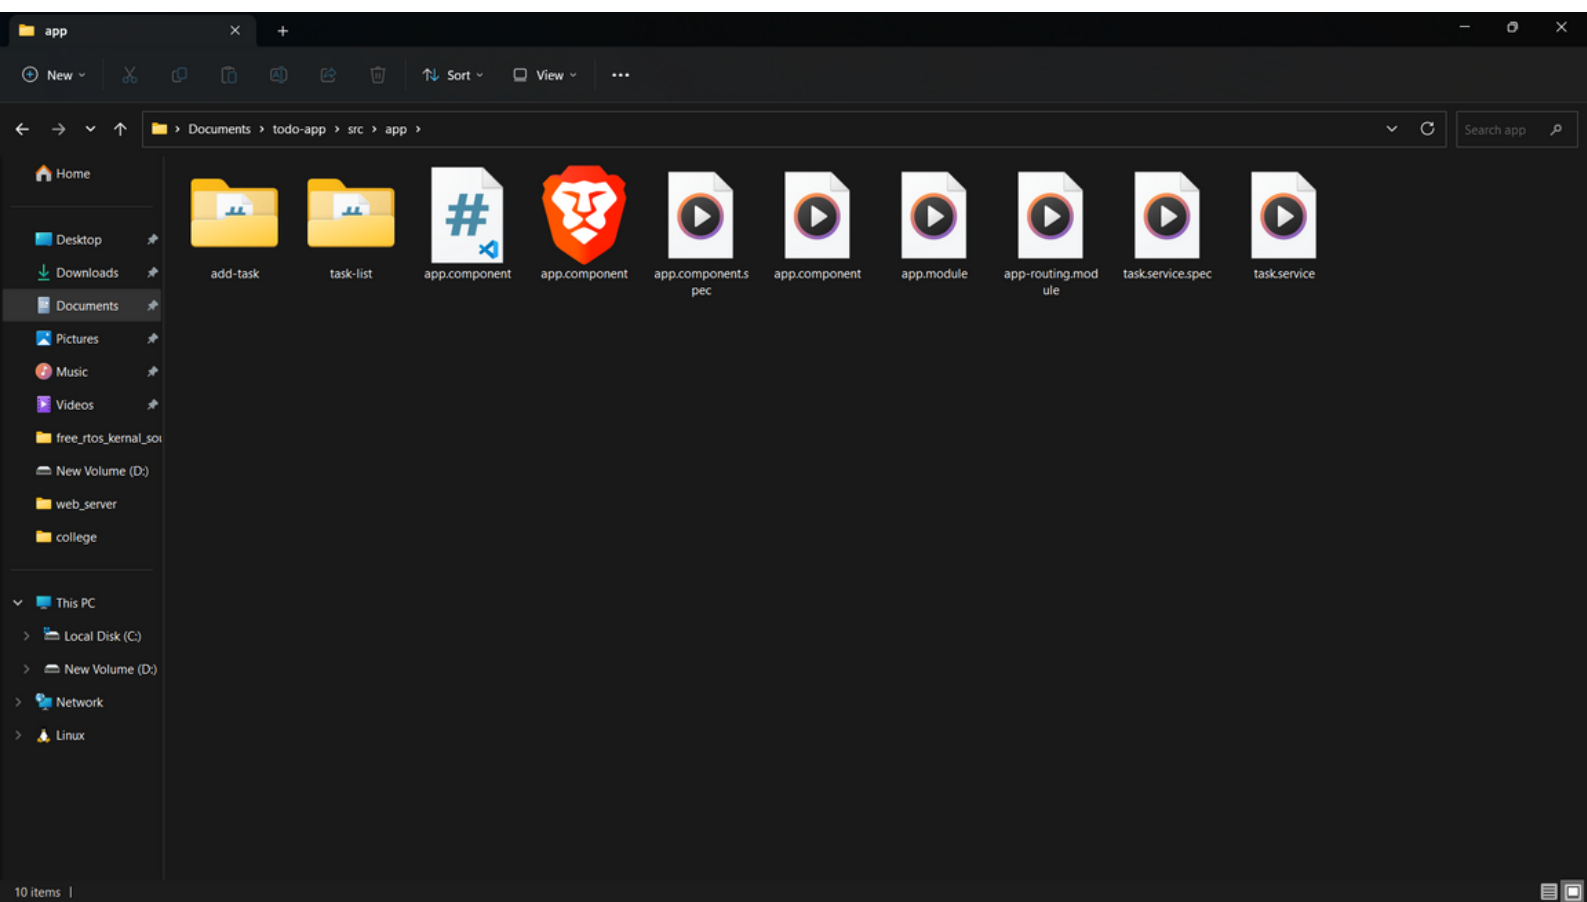 app
New
Sort
View
Documents
todo-app
src
app
Search app
Home
Desktop
Downloads
Documents
Pictures
Music
Videos
free_rtos_kernal_sou
New Volume (D:)
web_server
college
This PC
Local Disk (C:)
New Volume (D:)
Network
Linux
add-task
task-list
app.component
app.component
app.component.s
pec
app.component
app.module
app-routing.mod
ule
task.service.spec
task.service
10 items